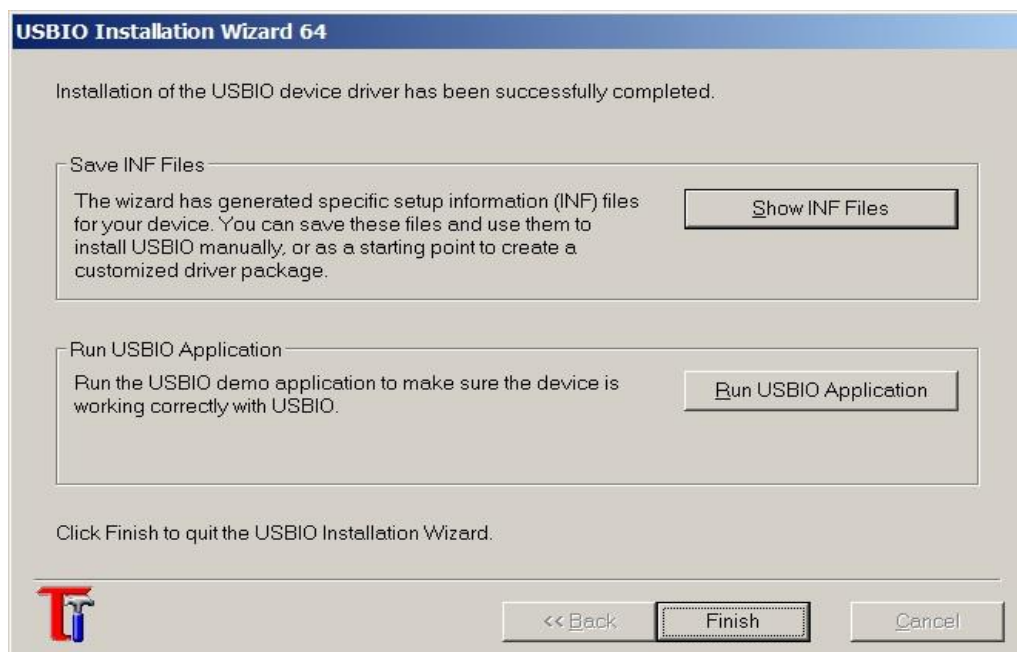 USBIO Installation Wizard 64
Installation of the USBIO device driver has been successfully completed.
Save INF Files
The wizard has generated specific setup information (INF) files
for your device. You can save these files and use them to
install USBIO manually, or as a starting point to create a
customized driver package.
Show INF Files
Run USBIO Application
Run the USBIO demo application to make sure the device is
working correctly with USBIO.
Run USBIO Application
Click Finish to quit the USBIO Installation Wizard.
<< Back
Finish
Cancel